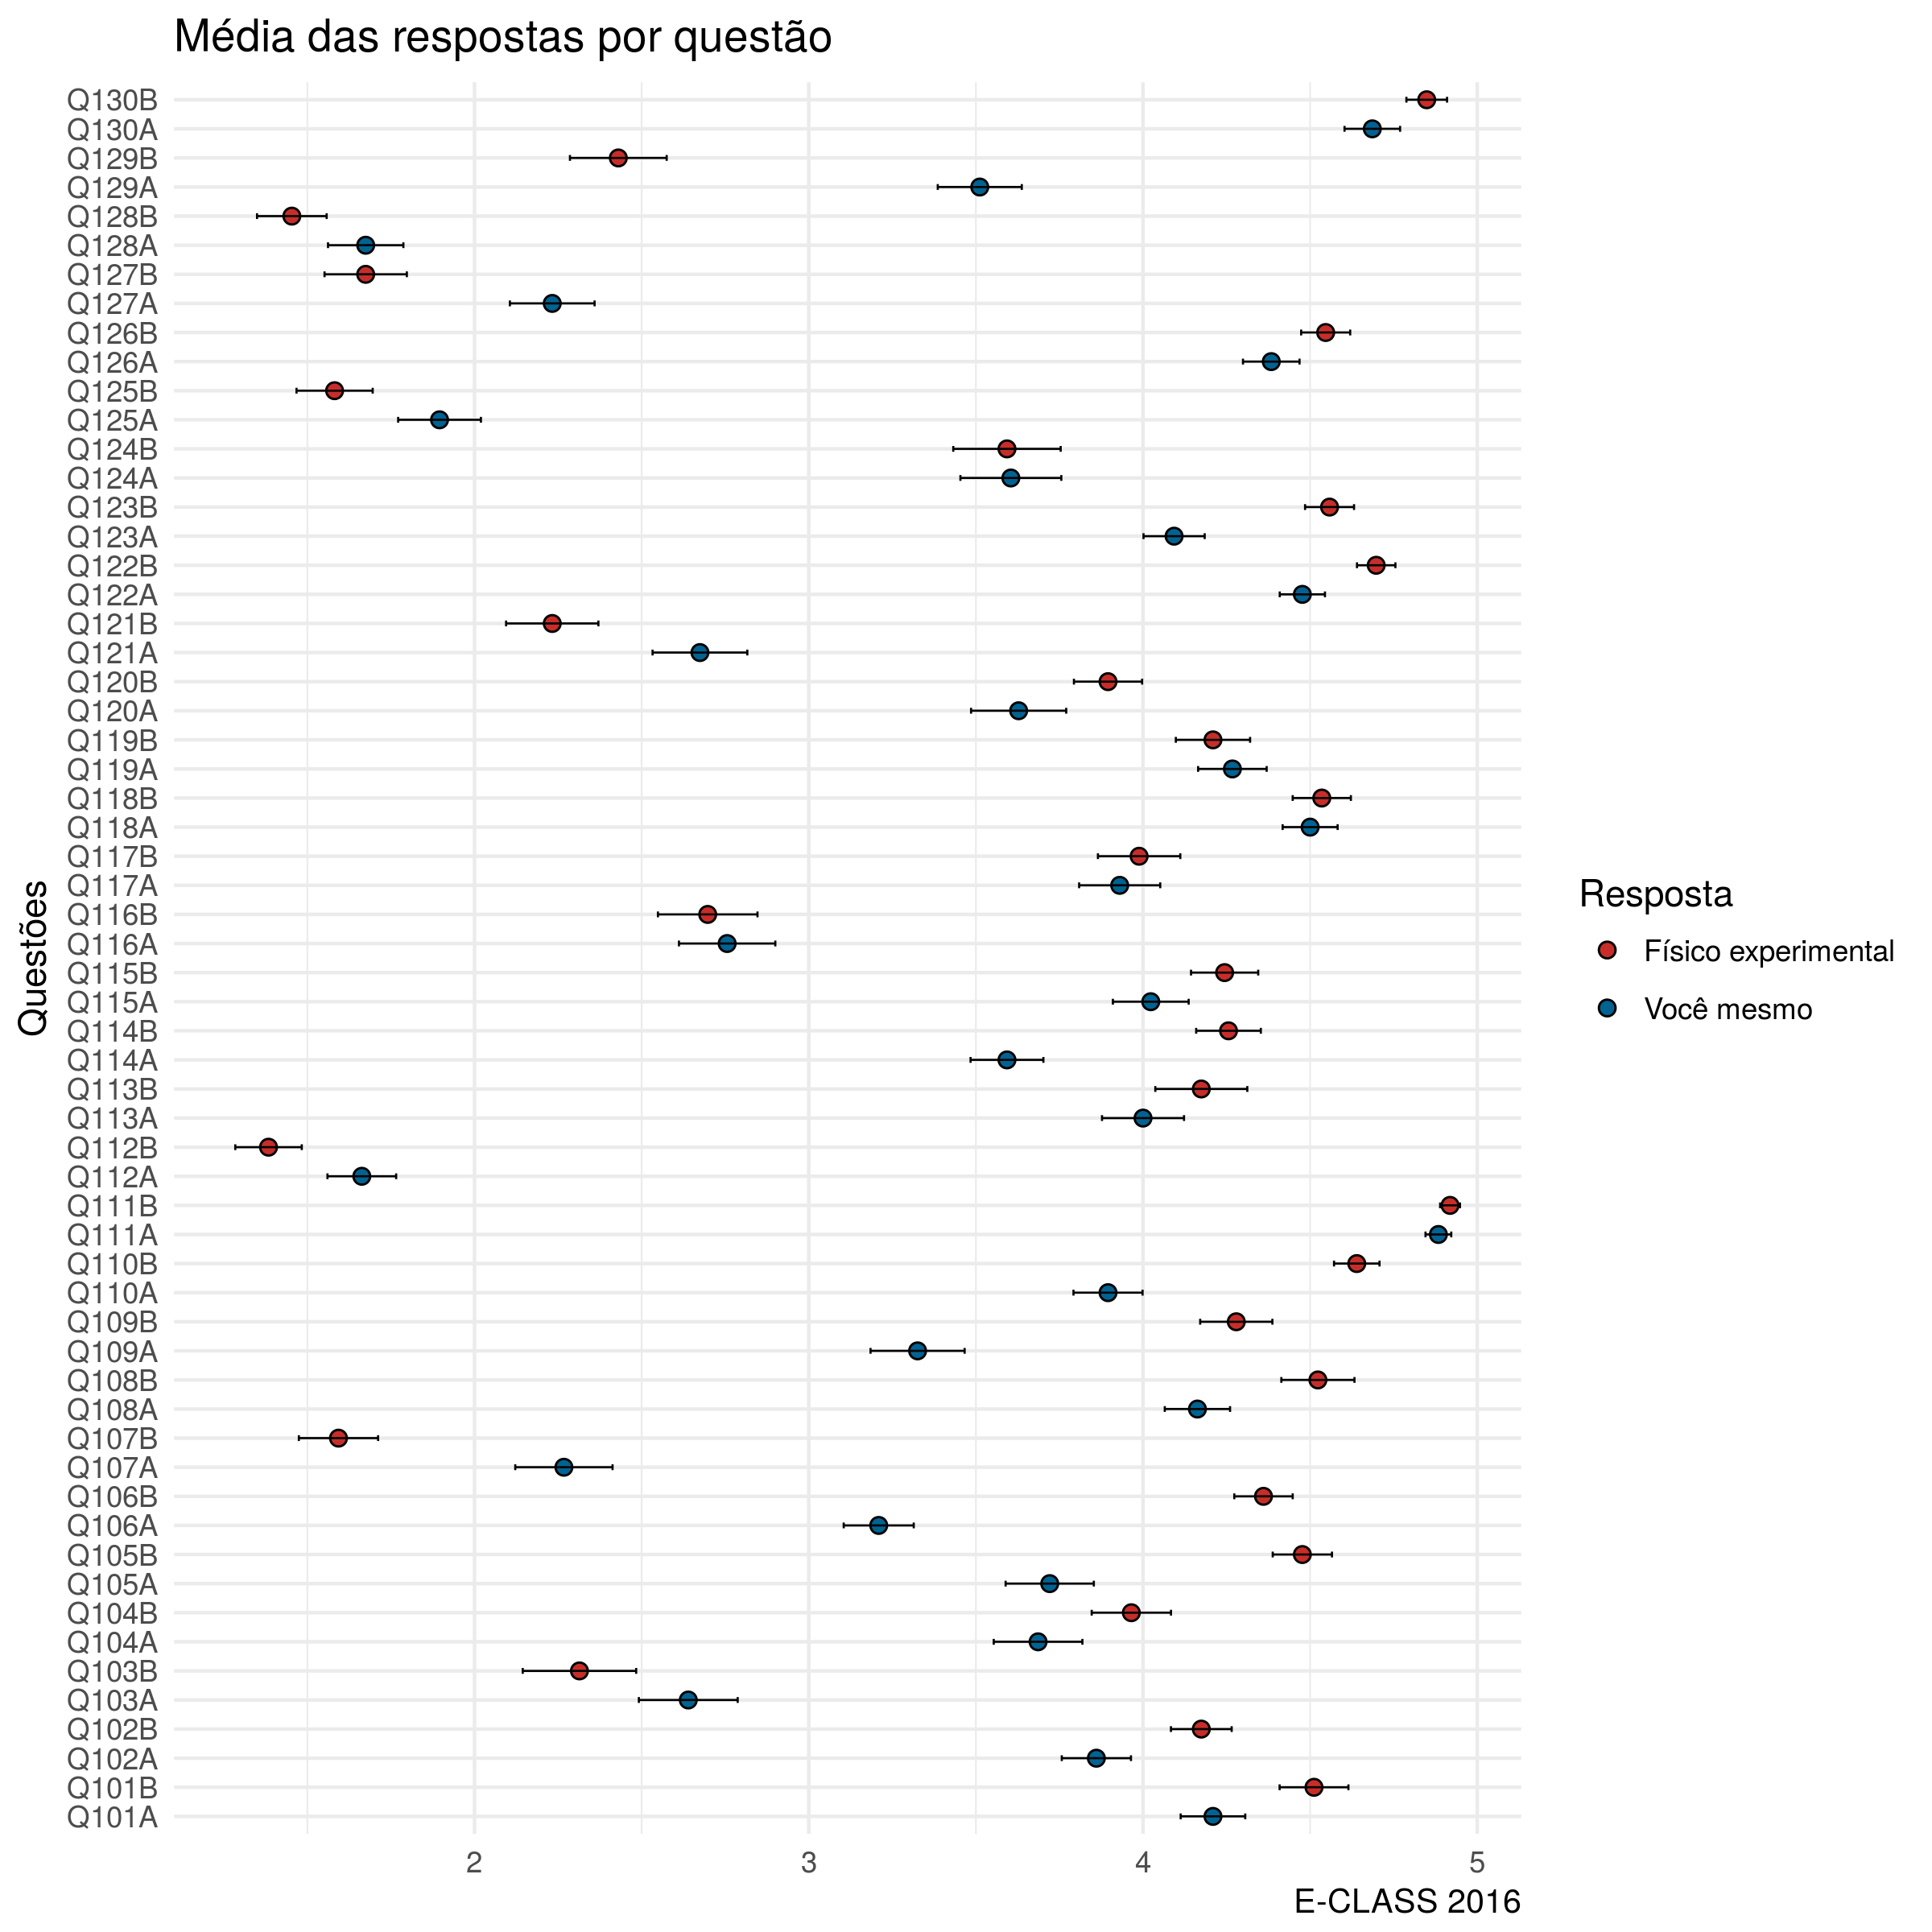 Média das respostas por questão
Q130B
Q130A
Q129B
Q129A
Q128B
Q128A
Q127B
Q127A
Q126B
Q126A
Q125B
Q125A
Q124B
Q124A
Q123B
Q123A
Q122B
Q122A
Q121B
Q121A
Q120B
Q120A
Q119B
Q119A
Q118B
Q118A
Q117B
Q117A
Q116B
Q116A
Q115B
Q115A
Q114B
Q114A
Q113B
Q113A
Q112B
Q112A
Q111B
Q111A
Q110B
Q110A
Q109B
Q109A
Q108B
Q108A
Q107B
Q107A
Q106B
Q106A
Q105B
Q105A
Q104B
Q104A
Q103B
Q103A
Q102B
Q102A
Q101B
Q101A
Questões
2 3 4 5
E-CLASS 2016
Resposta
Físico experimental
Você mesmo